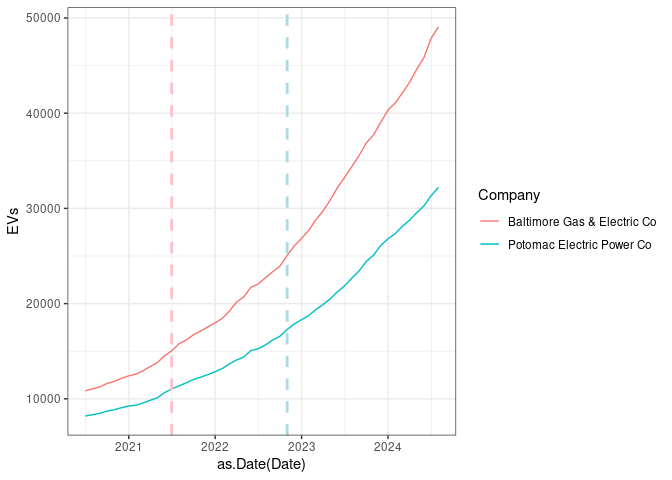 50000
40000
30000
20000
10000
EVs
2021
2022
2023
2024
as.Date(Date)
Company
Baltimore Gas & Electric Co
Potomac Electric Power Co